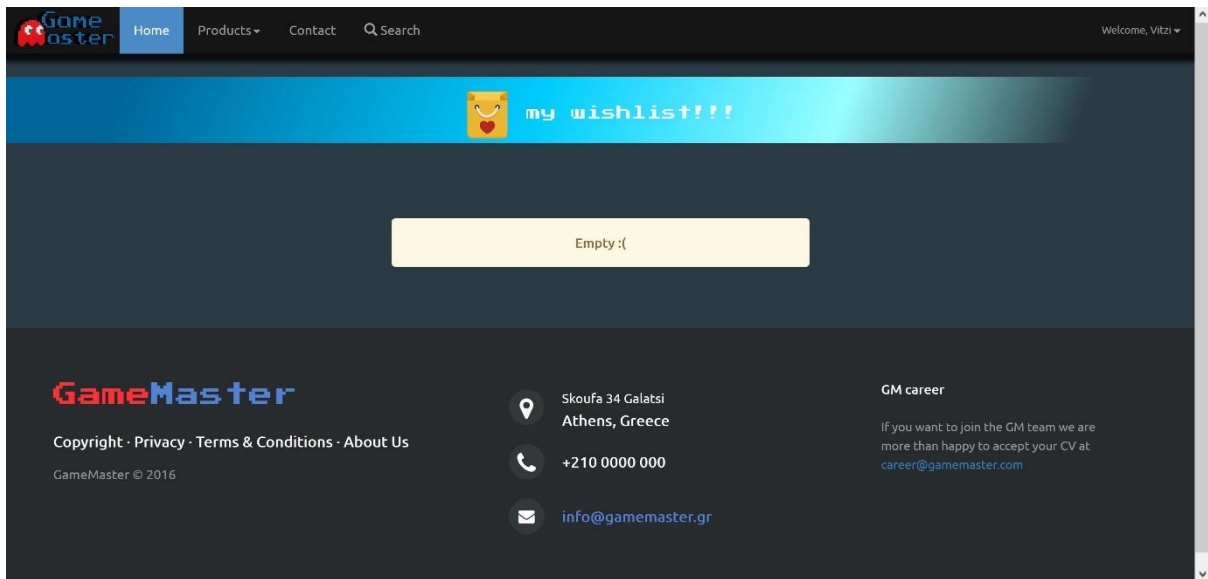 Game
Master
Home
Products
Contact
Search
Welcome, Vitzi
my wishlist!!!
Empty :(
GameMaster
Copyright · Privacy · Terms & Conditions · About Us
GameMaster © 2016
Skoufa 34 Galatsi
Athens, Greece
+210 0000 000
info@gamemaster.gr
GM career
If you want to join the GM team we are
more than happy to accept your CV at
career@gamemaster.com